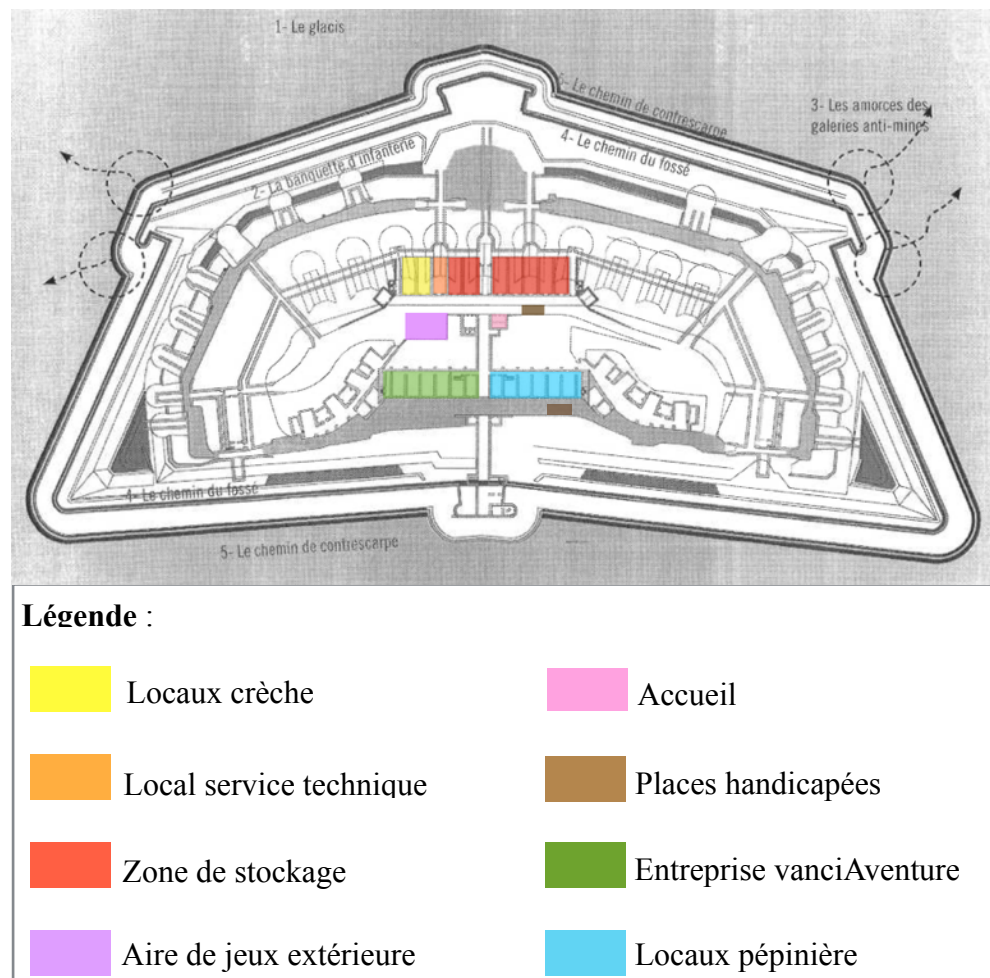 1- Le glacis
6- Le chemin de contrescarpe
3- Les amorces des
galeries anti-mines
4- Le chemin du fossé
2- La banquette d'infanterie
4- Le chemin du fossé
5- Le chemin de contrescarpe
Légende :
Locaux crèche
Accueil
Local service technique
Places handicapées
Zone de stockage
Entreprise vanciAventure
Aire de jeux extérieure
Locaux pépinière